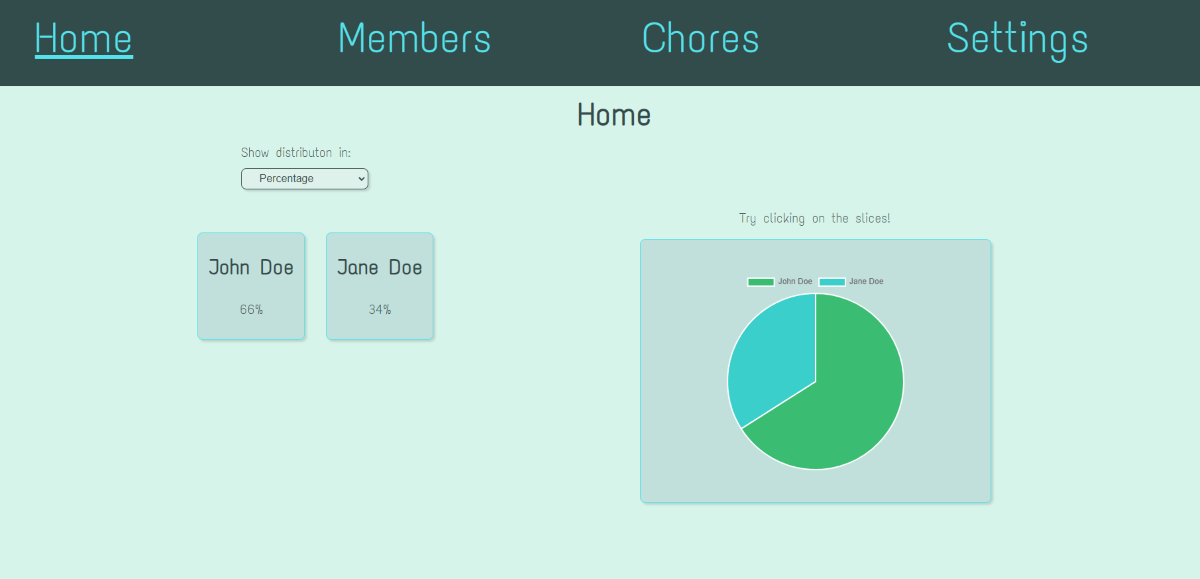 Home Members Chores Settings
Home
Show distributon in:
Percentage
Try clicking on the slices!
John Doe
66%
Jane Doe
34%
John Doe Jane Doe